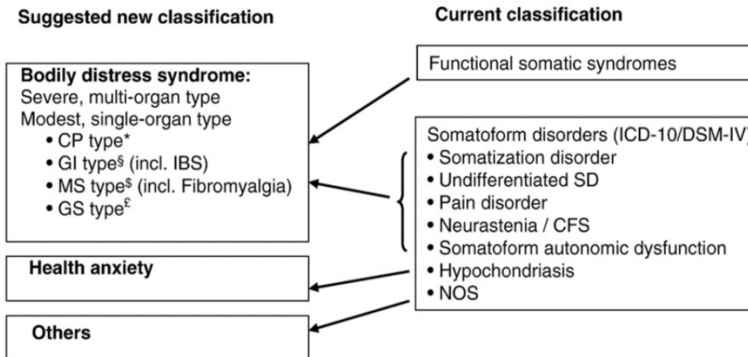 Suggested new classification
Bodily distress syndrome:
Severe, multi-organ type
Modest, single-organ type
• CP type*
• GI type§ (incl. IBS)
• MS type$ (incl. Fibromyalgia)
• GS type£
Health anxiety
Others
Current classification
Functional somatic syndromes
Somatoform disorders (ICD-10/DSM-IV)
• Somatization disorder
• Undifferentiated SD
• Pain disorder
• Neurastenia / CFS
• Somatoform autonomic dysfunction
• Hypochondriasis
• NOS